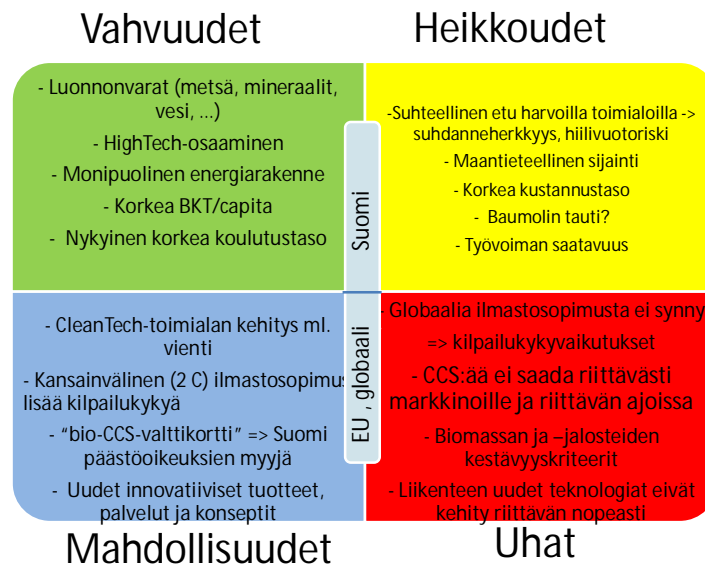 Vahvuudet
- Luonnonvarat (metsä, mineraalit,
vesi, ...)
- HighTech-osaaminen
- Monipuolinen energiarakenne
- Korkea BKT/capita
- Nykyinen korkea koulutustaso
Heikkoudet
-Suhteellinen etu harvoilla toimialoilla ->
suhdanneherkkyys, hiilivuotoriski
- Maantieteellinen sijainti
- Korkea kustannustaso
- Baumolin tauti?
- Työvoiman saatavuus
Suomi
EU , globaali
- CleanTech-toimialan kehitys ml.
vienti
- Kansainvälinen (2 C) ilmastosopimus
lisää kilpailukykyä
- “bio-CCS-valttikortti” => Suomi
päästöoikeuksien myyjä
- Uudet innovatiiviset tuotteet,
palvelut ja konseptit
Mahdollisuudet
- Globaalia ilmastosopimusta ei synny
=> kilpailukykyvaikutukset
- CCS:ää ei saada riittävästi
markkinoille ja riittävän ajoissa
- Biomassan ja –jalosteiden
kestävyyskriteerit
- Liikenteen uudet teknologiat eivät
kehity riittävän nopeasti
Uhat